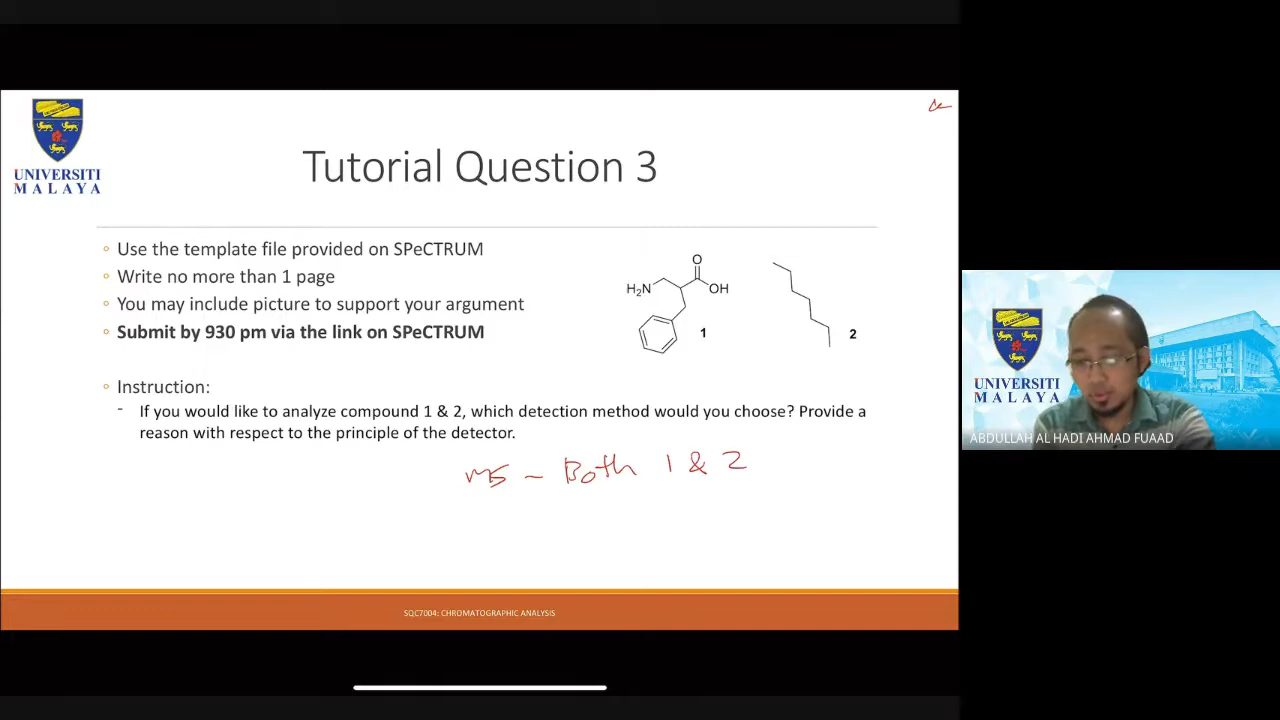 UNIVERSITI
MALAYA
Tutorial Question 3
Use the template file provided on SPeCTRUM
Write no more than 1 page
You may include picture to support your argument
Submit by 930 pm via the link on SPeCTRUM
O
H₂N
OH
1
2
Instruction:
- If you would like to analyze compound 1 & 2, which detection method would you choose? Provide a
reason with respect to the principle of the detector.
MS - Both 1 & 2
SQC7004: CHROMATOGRAPHIC ANALYSIS
UNIVERSITI
MALAYA
ABDULLAH AL HADI AHMAD FUAAD